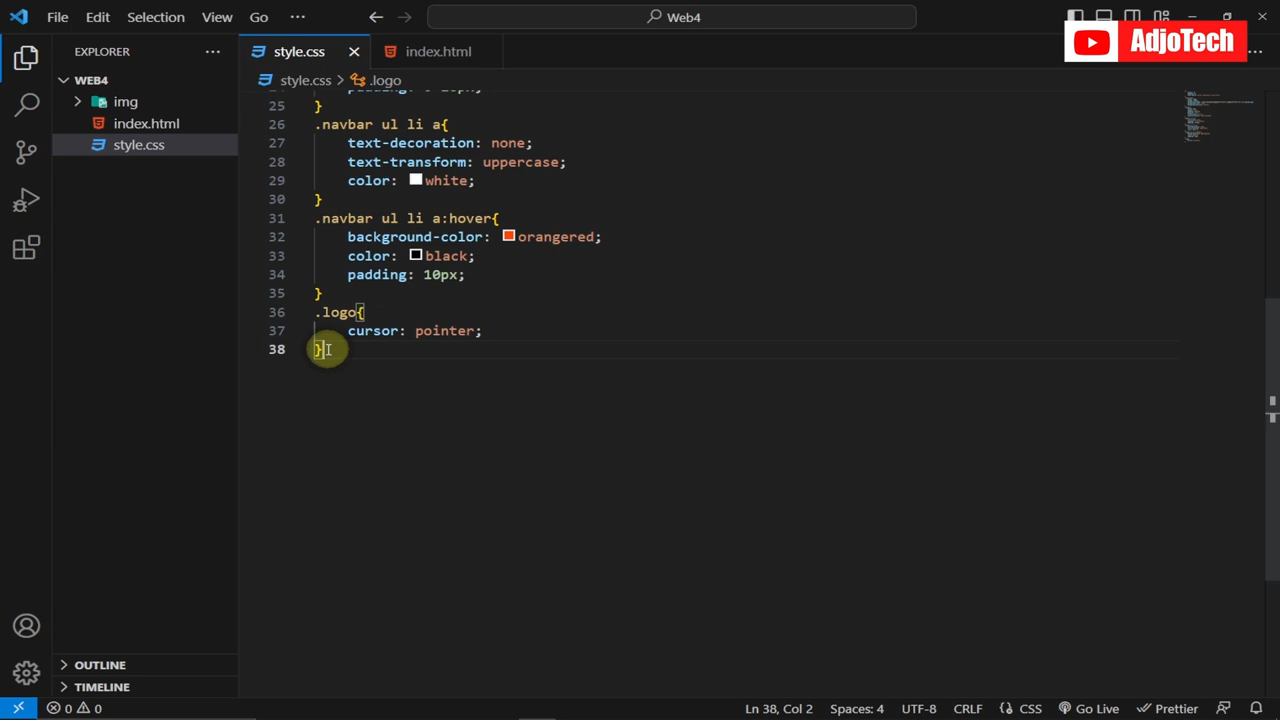 File Edit Selection View Go ··· Web4
AdjoTech
EXPLORER ···
style.css index.html
WEB4
img
index.html
style.css
style.css > .logo
25 }
26 .navbar ul li a{
27 text-decoration: none;
28 text-transform: uppercase;
29 color: white;
30 }
31 .navbar ul li a:hover{
32 background-color: orangered;
33 color: black;
34 padding: 10px;
35 }
36 .logo{
37 cursor: pointer;
38 }
OUTLINE
TIMELINE
0 0 Ln 38, Col 2 Spaces: 4 UTF-8 CRLF {} CSS Go Live Prettier